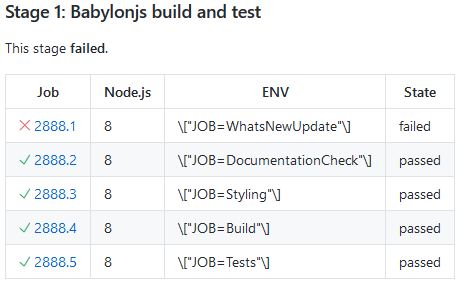 Stage 1: Babylonjs build and test
This stage failed.
Job Node.js ENV State
2888.1 8 \["JOB=WhatsNewUpdate"\] failed
2888.2 8 \["JOB=DocumentationCheck"\] passed
2888.3 8 \["JOB=Styling"\] passed
2888.4 8 \["JOB=Build"\] passed
2888.5 8 \["JOB=Tests"\] passed